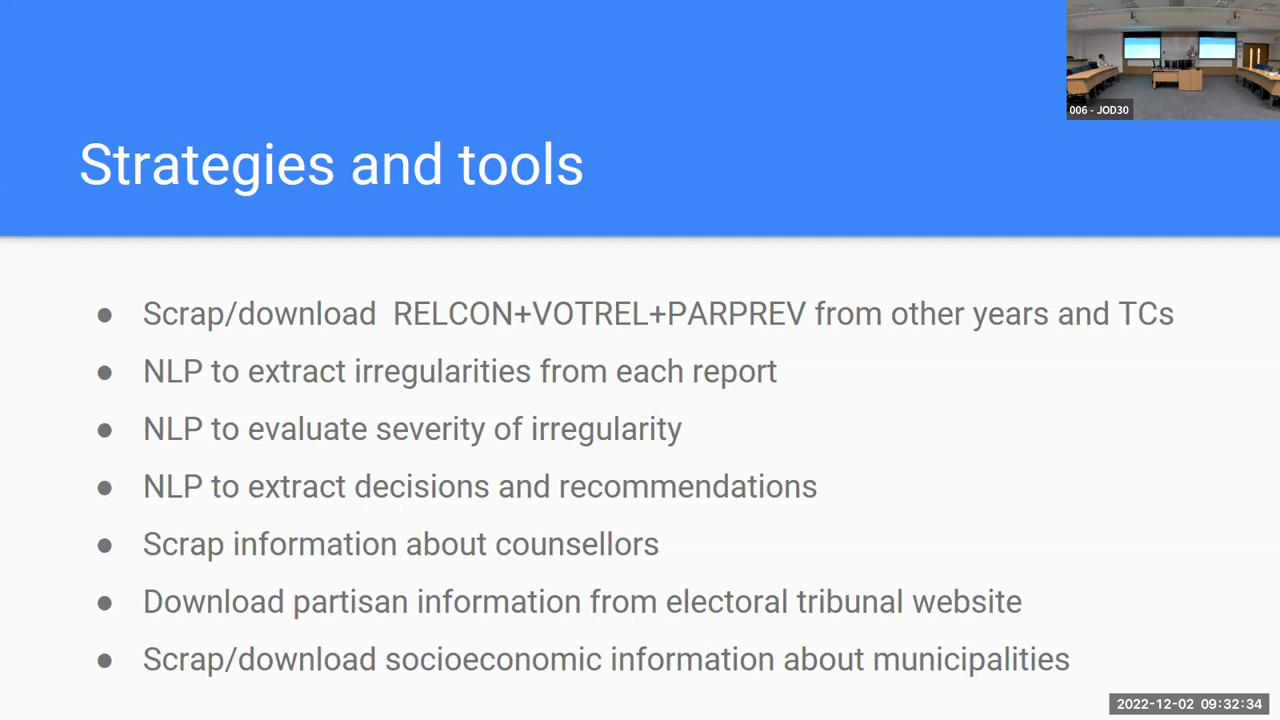 006 - JOD30
Strategies and tools
● Scrap/download RELCON+VOTREL+PARPREV from other years and TCs
● NLP to extract irregularities from each report
● NLP to evaluate severity of irregularity
● NLP to extract decisions and recommendations
● Scrap information about counsellors
● Download partisan information from electoral tribunal website
● Scrap/download socioeconomic information about municipalities
2022-12-02 09:32:34